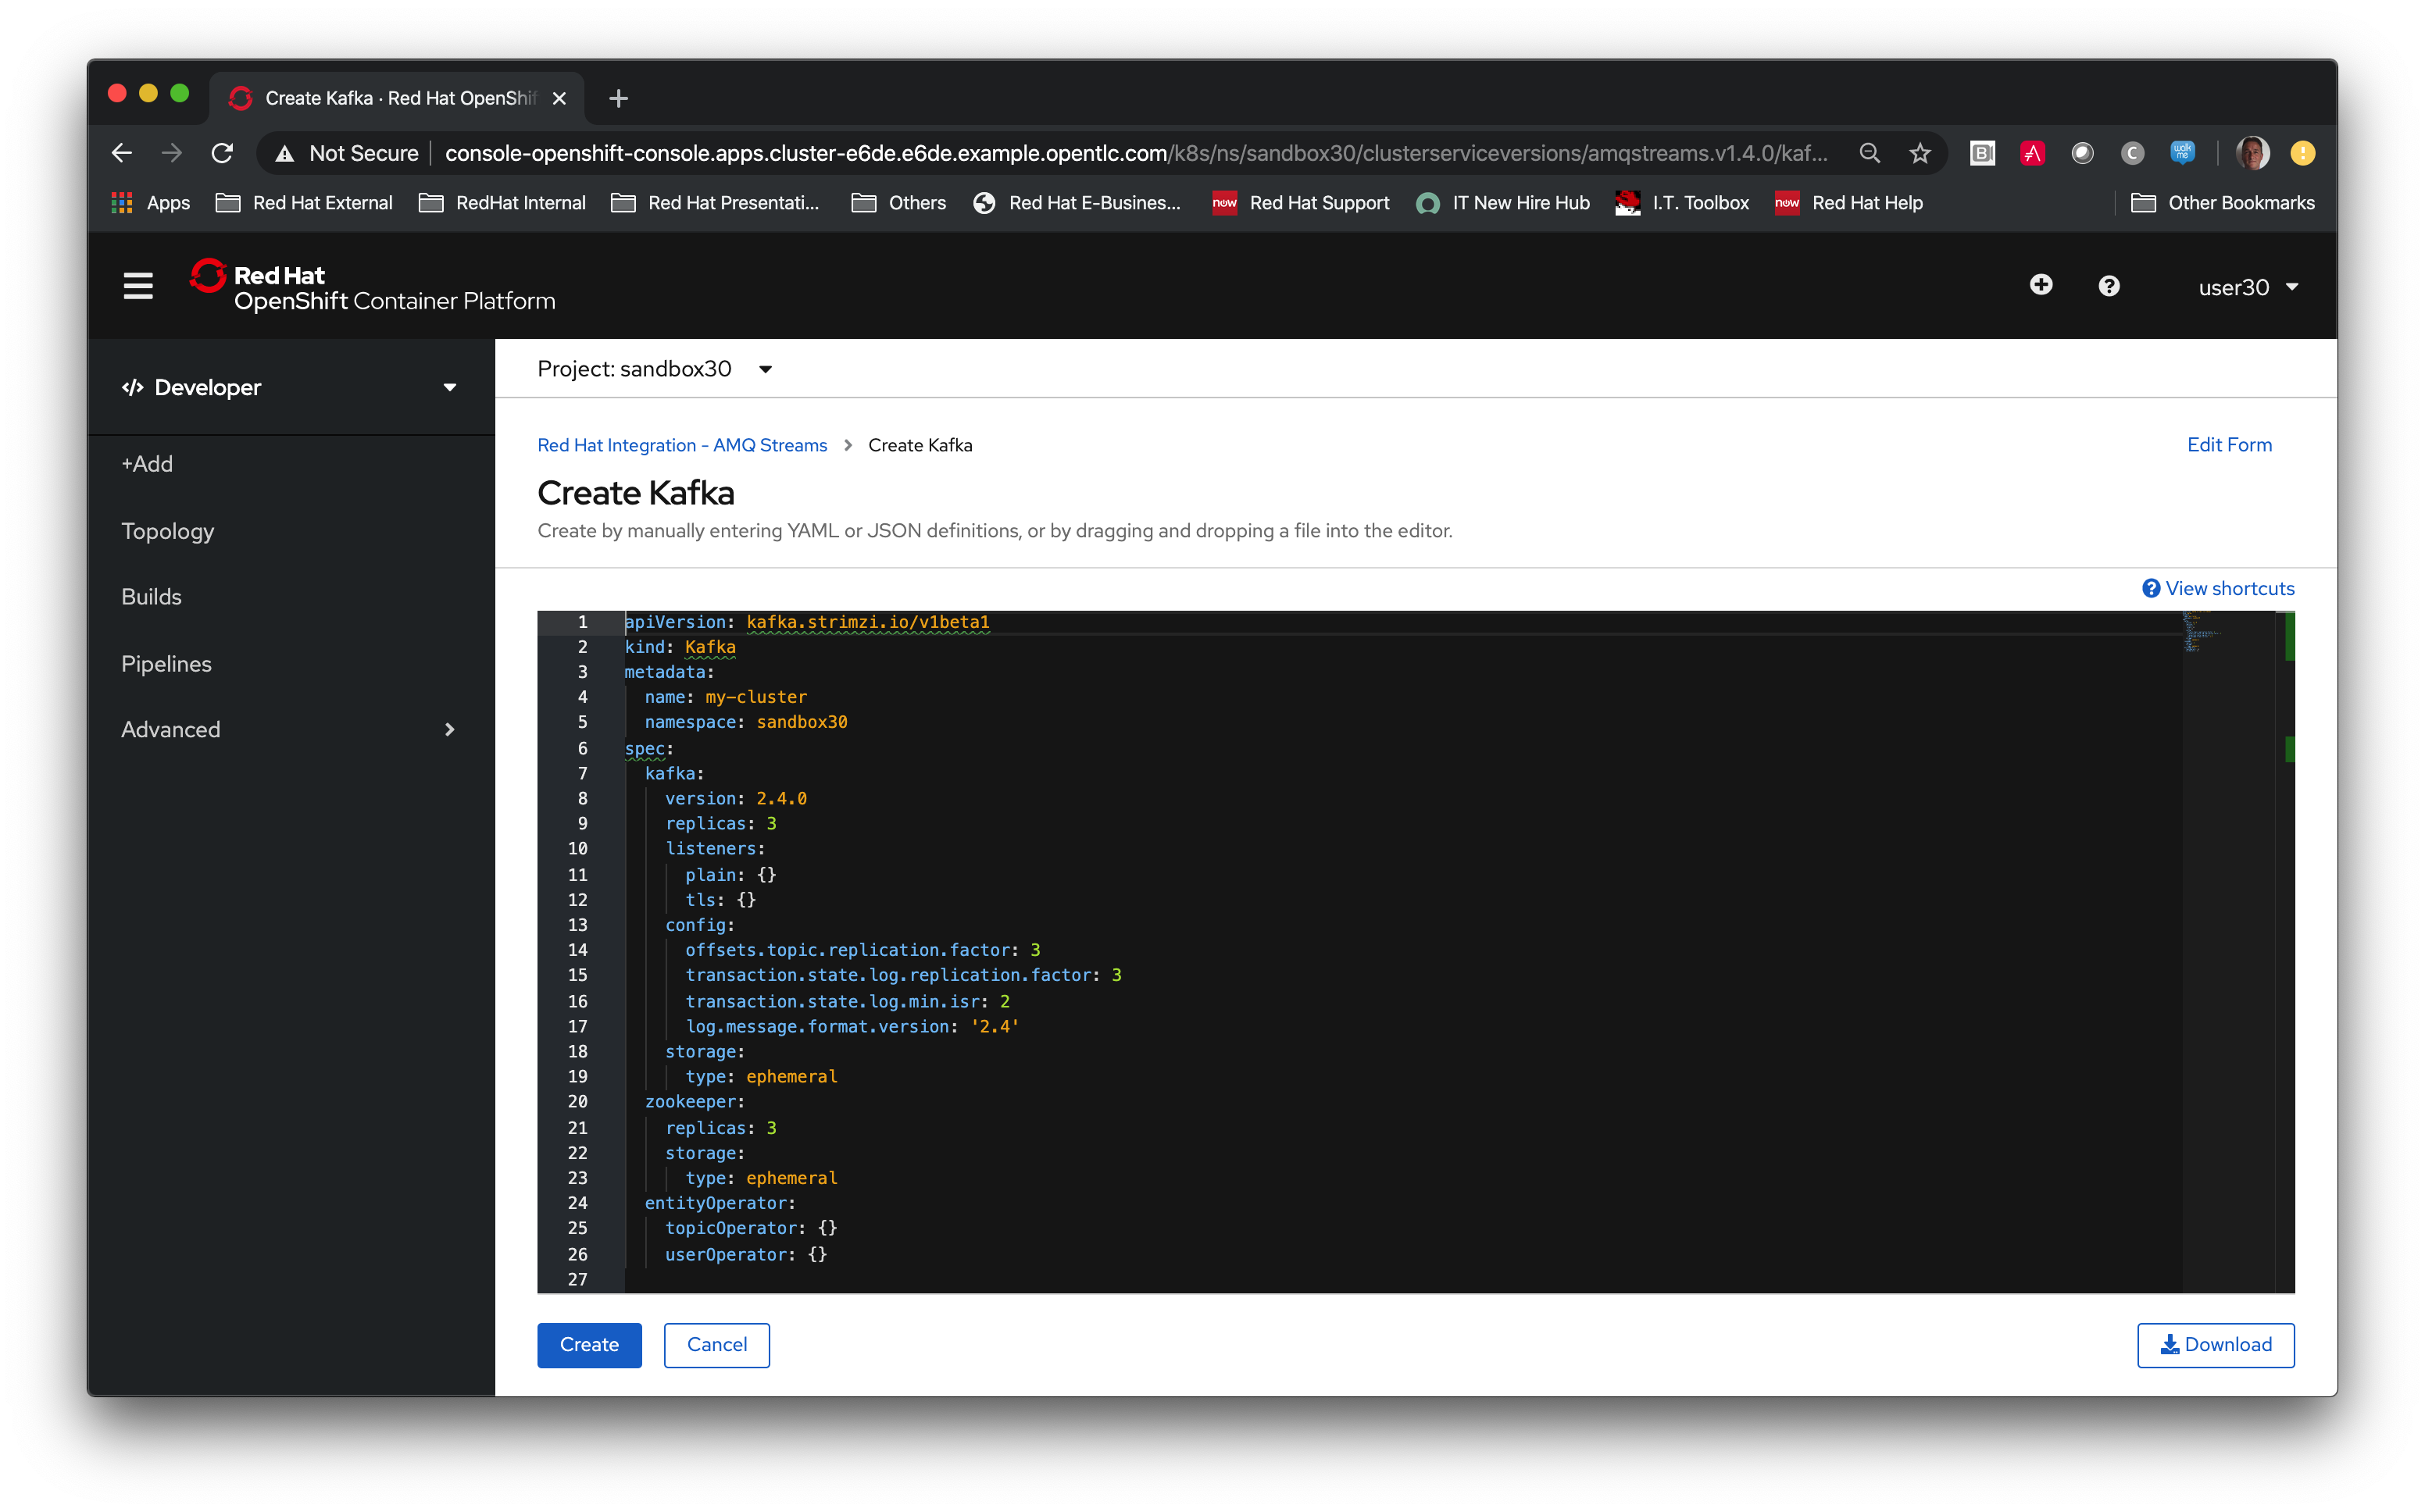 Create Kafka · Red Hat OpenShif
Not Secure console-openshift-console.apps.cluster-e6de.e6de.example.opentlc.com/k8s/ns/sandbox30/clusterserviceversions/amqstreams.v1.4.0/kaf...
Apps Red Hat External RedHat Internal Red Hat Presentati... Others Red Hat E-Busines... now Red Hat Support IT New Hire Hub I.T. Toolbox now Red Hat Help Other Bookmarks
Red Hat
OpenShift Container Platform
user30
Developer
+Add
Topology
Builds
Pipelines
Advanced
Project: sandbox30
Red Hat Integration - AMQ Streams > Create Kafka
Edit Form
Create Kafka
Create by manually entering YAML or JSON definitions, or by dragging and dropping a file into the editor.
View shortcuts
1 apiVersion: kafka.strimzi.io/v1beta1
2 kind: Kafka
3 metadata:
4   name: my-cluster
5   namespace: sandbox30
6 spec:
7   kafka:
8     version: 2.4.0
9     replicas: 3
10     listeners:
11       plain: {}
12       tls: {}
13     config:
14       offsets.topic.replication.factor: 3
15       transaction.state.log.replication.factor: 3
16       transaction.state.log.min.isr: 2
17       log.message.format.version: '2.4'
18     storage:
19       type: ephemeral
20   zookeeper:
21     replicas: 3
22     storage:
23       type: ephemeral
24   entityOperator:
25     topicOperator: {}
26     userOperator: {}
27
Create
Cancel
Download